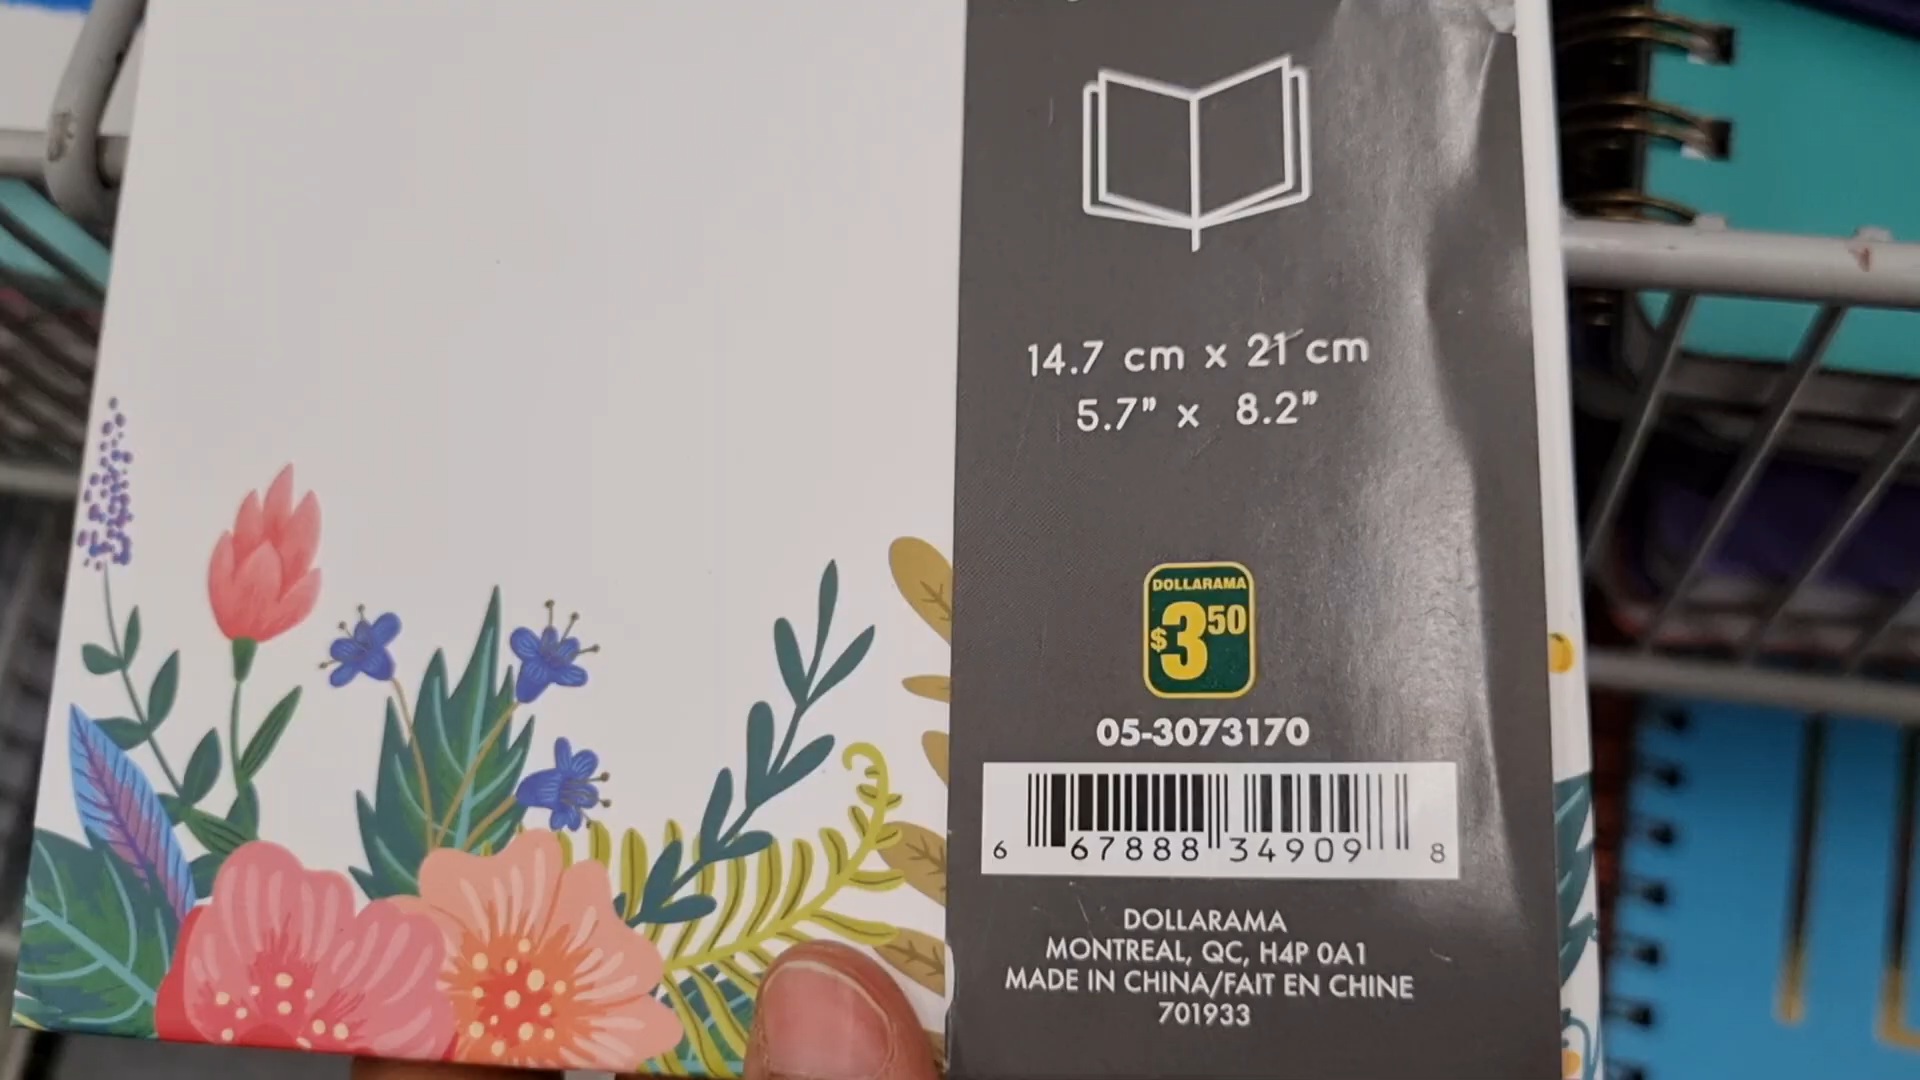 14.7 cm x 21 cm
5.7" x 8.2"
DOLLARAMA
$3.50
05-3073170
6 67888 34909 8
DOLLARAMA
MONTREAL, QC, H4P 0A1
MADE IN CHINA/FAIT EN CHINE
701933